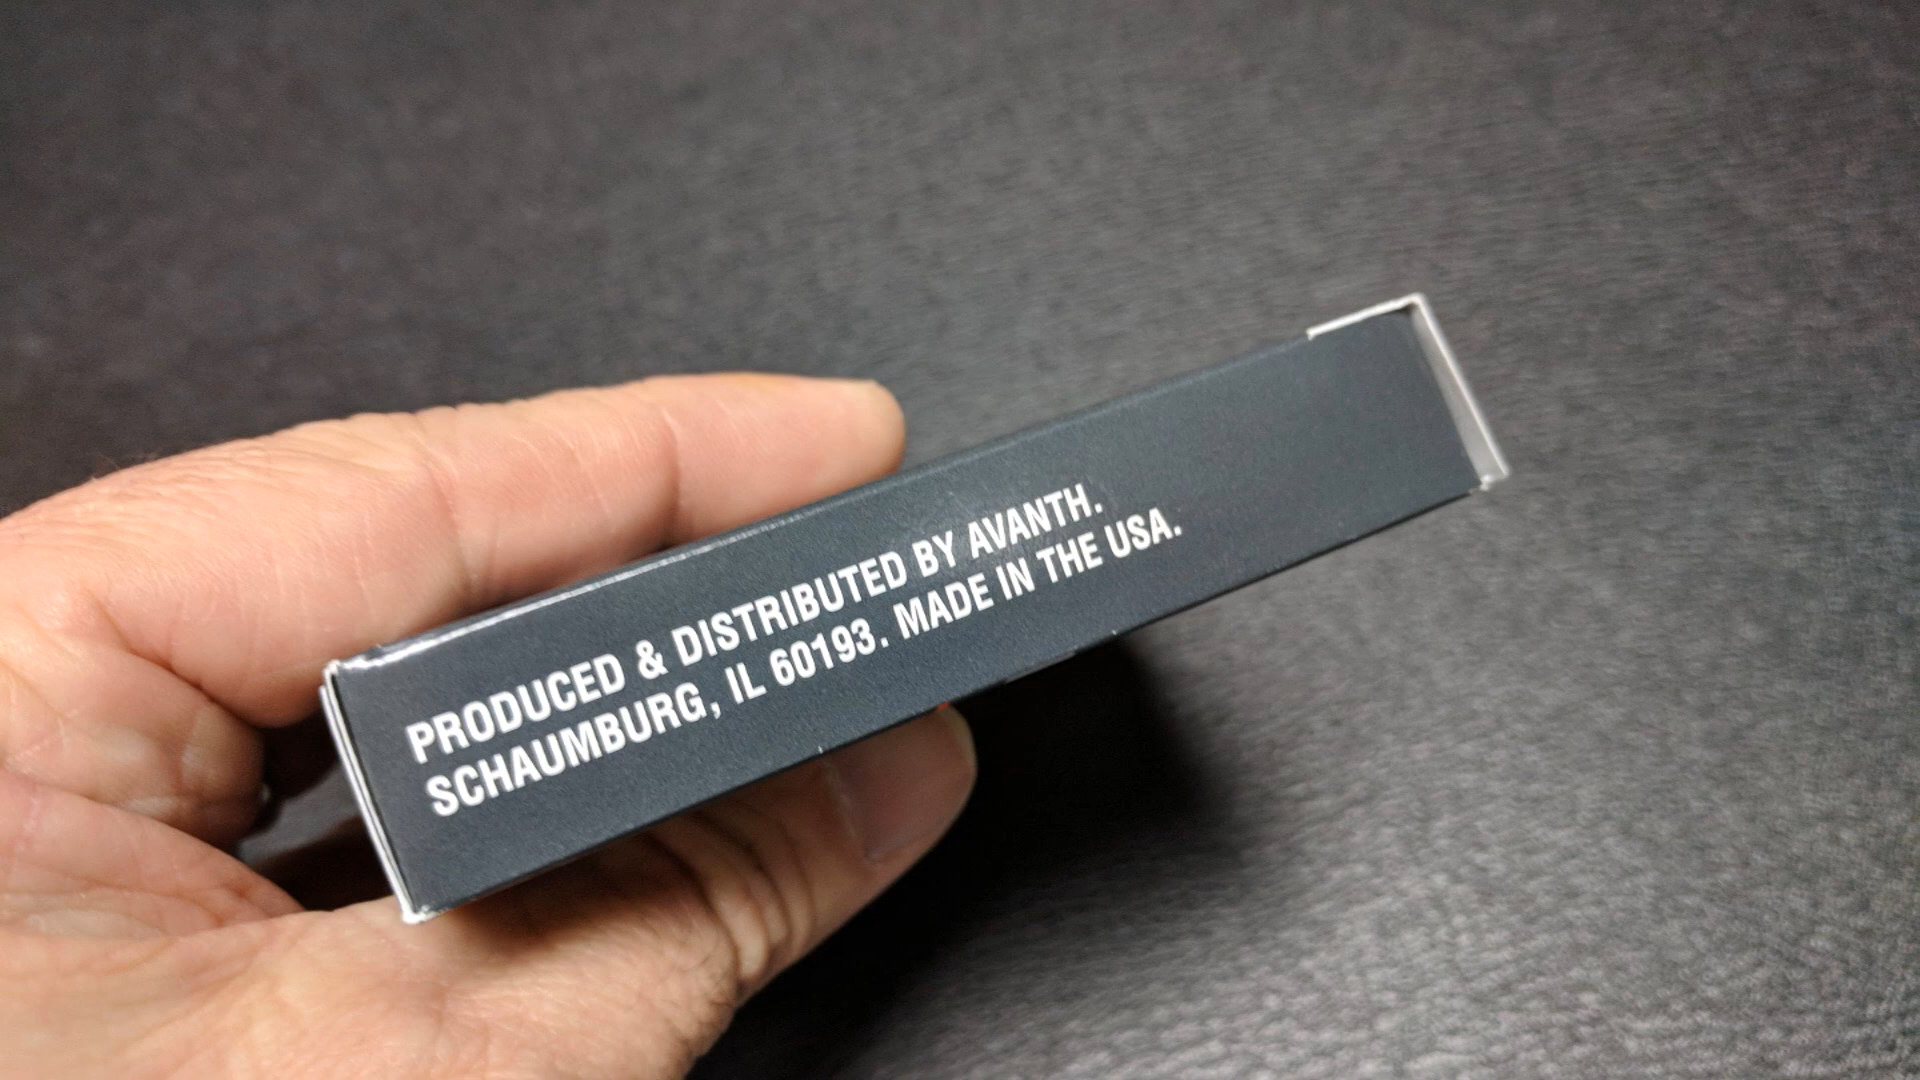 PRODUCED & DISTRIBUTED BY AVANTH.
SCHAUMBURG, IL 60193. MADE IN THE USA.